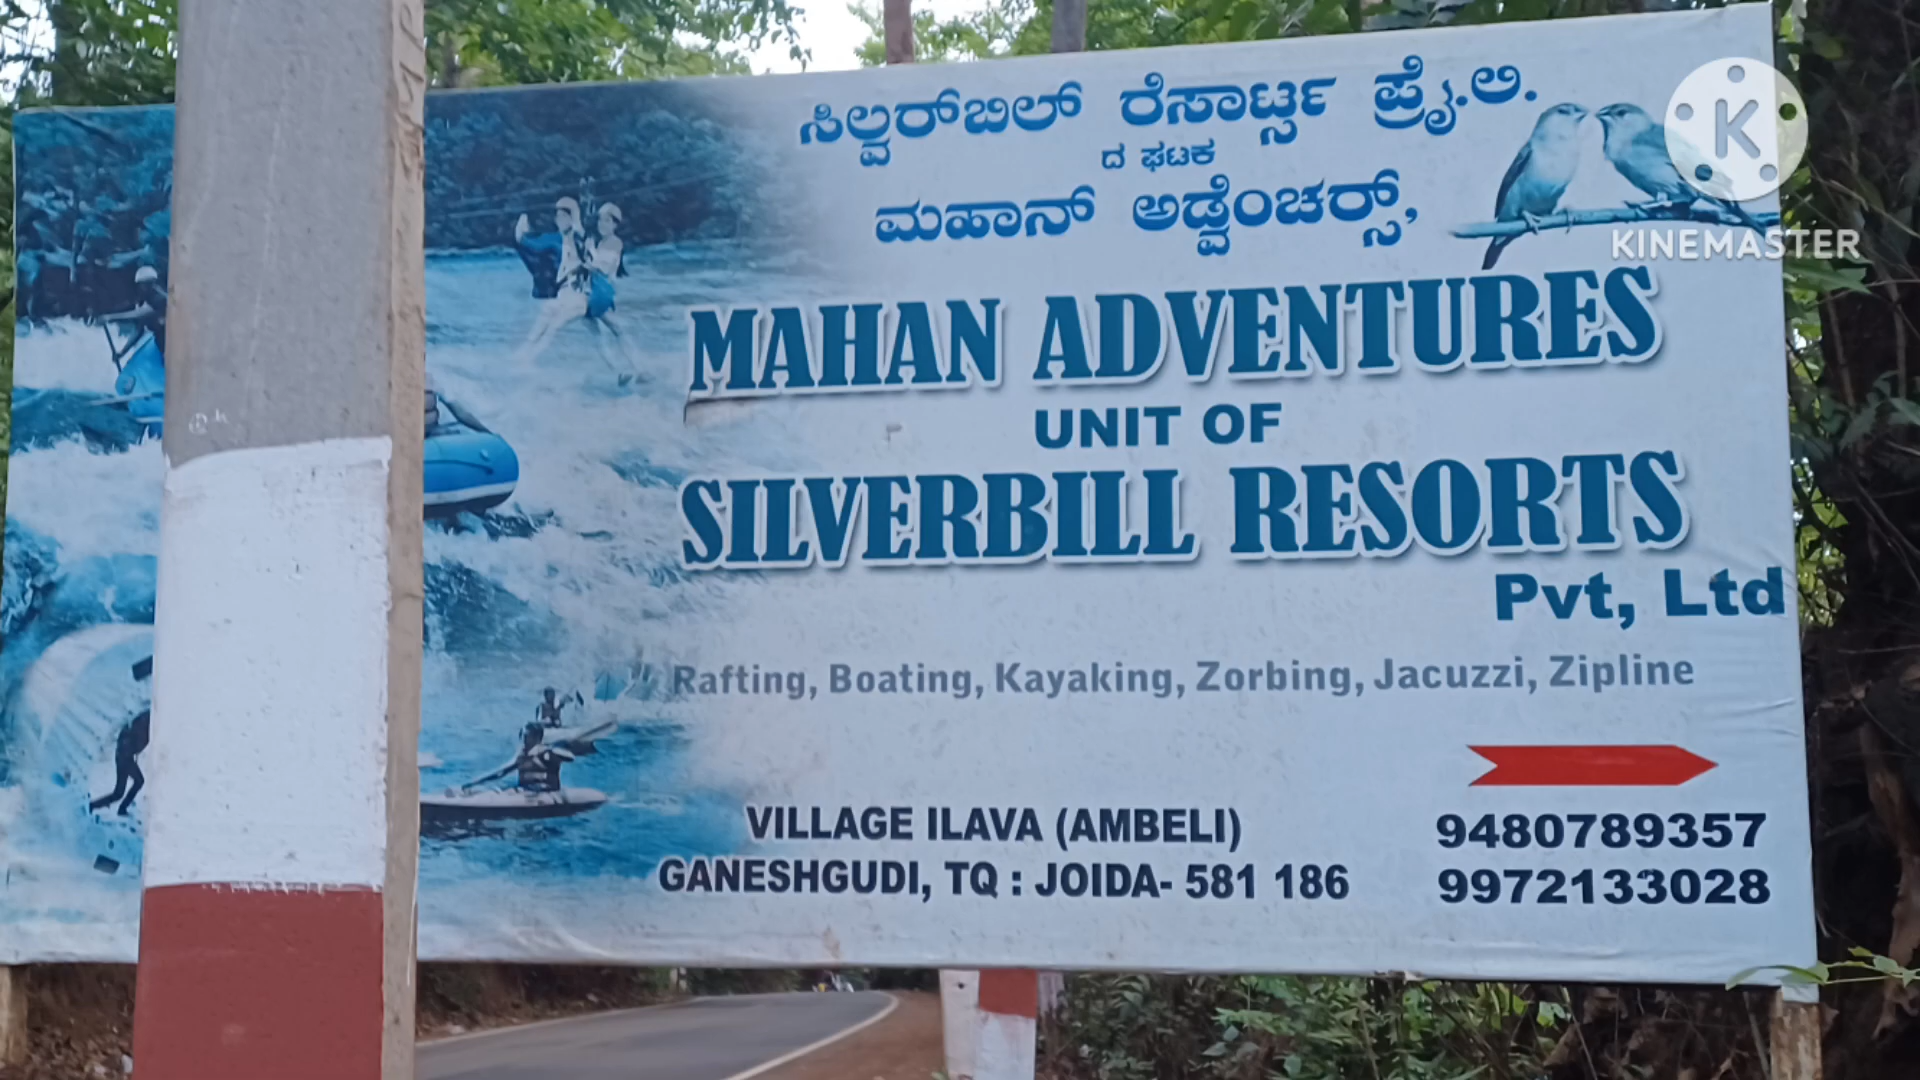 ಸಿಲ್ವರ್‌ಬಿಲ್ ರೆಸಾರ್ಟ್ಸ್ ಪ್ರೈ.ಲಿ.
ದ ಘಟಕ
ಮಹಾನ್ ಅಡ್ವೆಂಚರ್ಸ್,
K
KINEMASTER
MAHAN ADVENTURES
UNIT OF
SILVERBILL RESORTS
Pvt, Ltd
Rafting, Boating, Kayaking, Zorbing, Jacuzzi, Zipline
VILLAGE ILAVA (AMBELI)
GANESHGUDI, TQ : JOIDA- 581 186
9480789357
9972133028